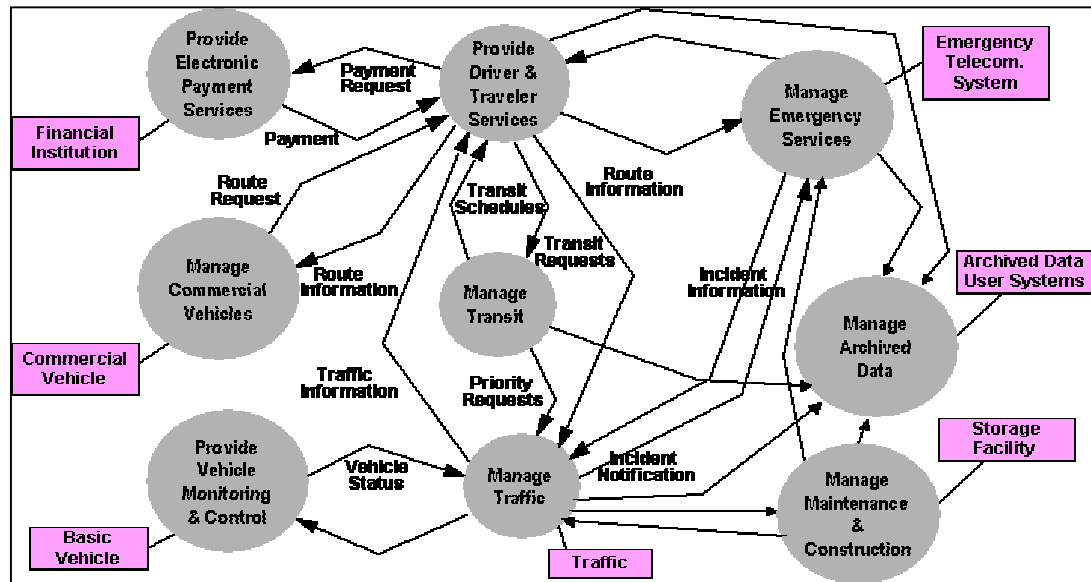 Provide
Electronic
Payment
Services
Payment
Request
Payment
Provide
Driver &
Traveler
Services
Manage
Emergency
Services
Emergency
Telecom.
System
Financial
Institution
Route
Request
Transit
Schedules
Route
Information
Transit
Requests
Manage
Commercial
Vehicles
Route
Information
Manage
Transit
Incident
Information
Archived Data
User Systems
Manage
Archived
Data
Commercial
Vehicle
Traffic
Information
Priority
Requests
Provide
Vehicle
Monitoring
& Control
Vehicle
Status
Manage
Traffic
Incident
Notification
Storage
Facility
Manage
Maintenance
&
Construction
Basic
Vehicle
Traffic